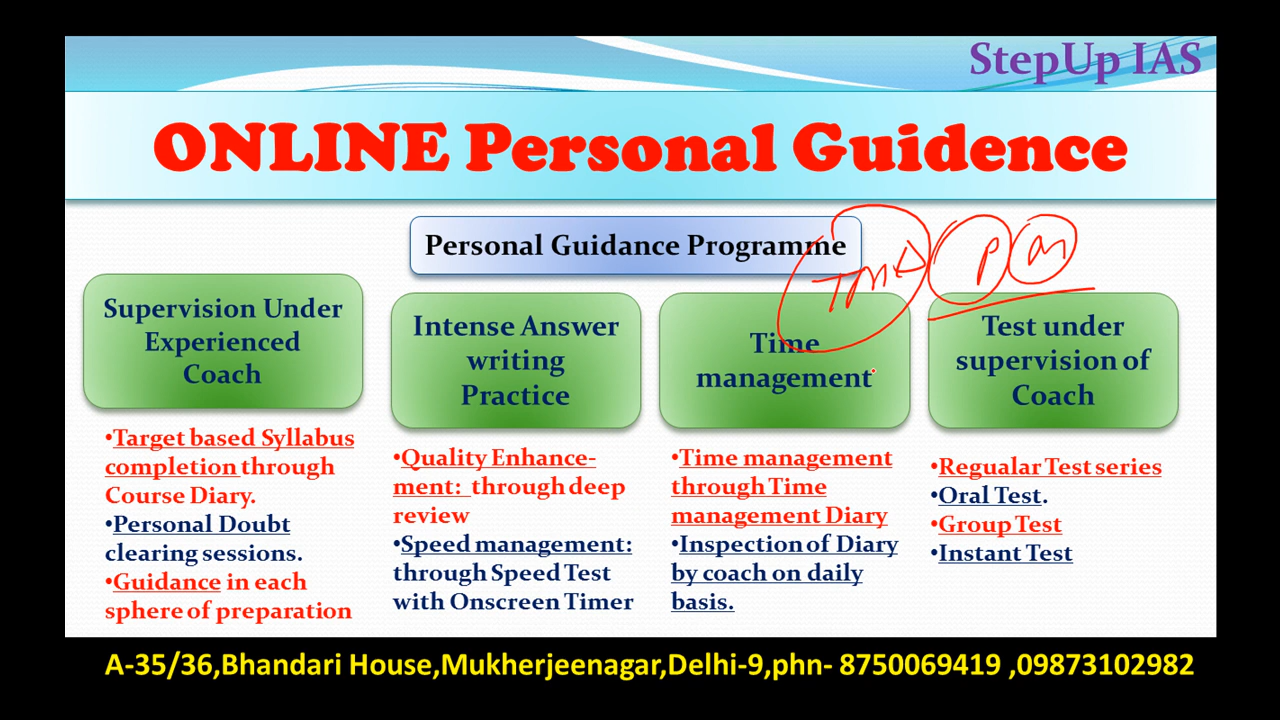 StepUp IAS
ONLINE Personal Guidence
Personal Guidance Programme
Supervision Under
Experienced
Coach
•Target based Syllabus
completion through
Course Diary.
•Personal Doubt
clearing sessions.
•Guidance in each
sphere of preparation
Intense Answer
writing
Practice
•Quality Enhance-
ment: through deep
review
•Speed management:
through Speed Test
with Onscreen Timer
Time
management
•Time management
through Time
management Diary
•Inspection of Diary
by coach on daily
basis.
Test under
supervision of
Coach
•Regualar Test series
•Oral Test.
•Group Test
•Instant Test
A-35/36,Bhandari House,Mukherjeenagar,Delhi-9,phn- 8750069419 ,09873102982